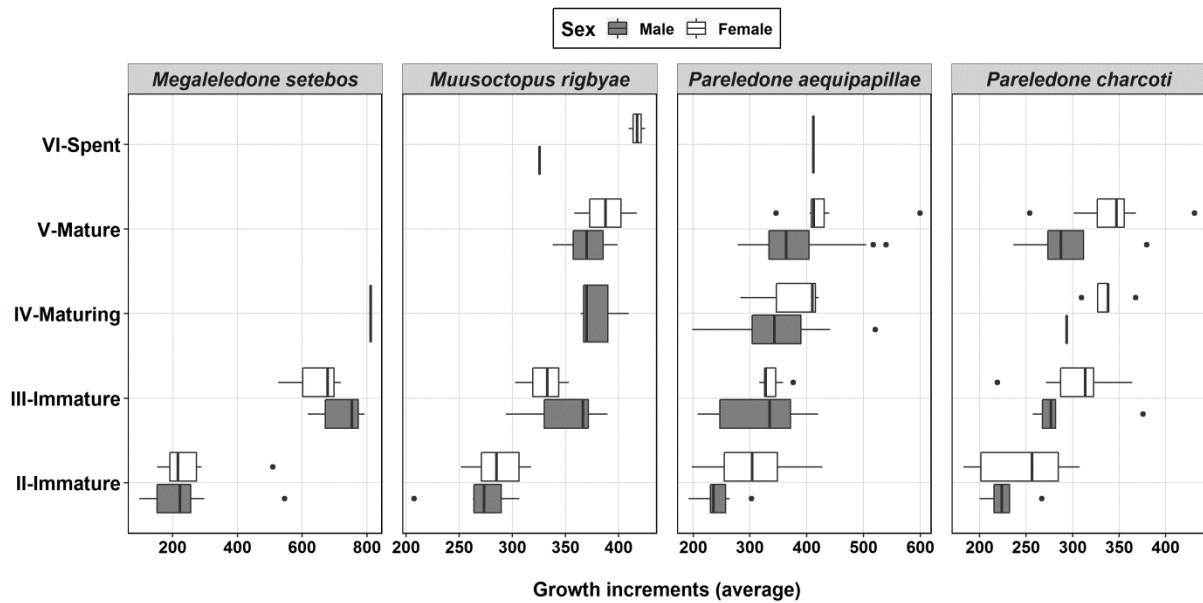 Sex Male Female
Megaleledone setebos Muusoctopus rigbyae Pareledone aequipapillae Pareledone charcoti
VI-Spent
V-Mature
IV-Maturing
III-Immature
II-Immature
200 400 600 800 200 250 300 350 400 200 300 400 500 600 200 250 300 350 400
Growth increments (average)